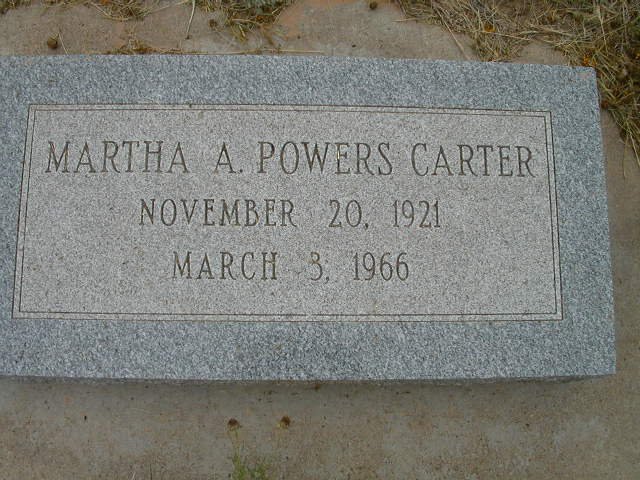 MARTHA A. POWERS CARTER
NOVEMBER 20, 1921
MARCH 3, 1966